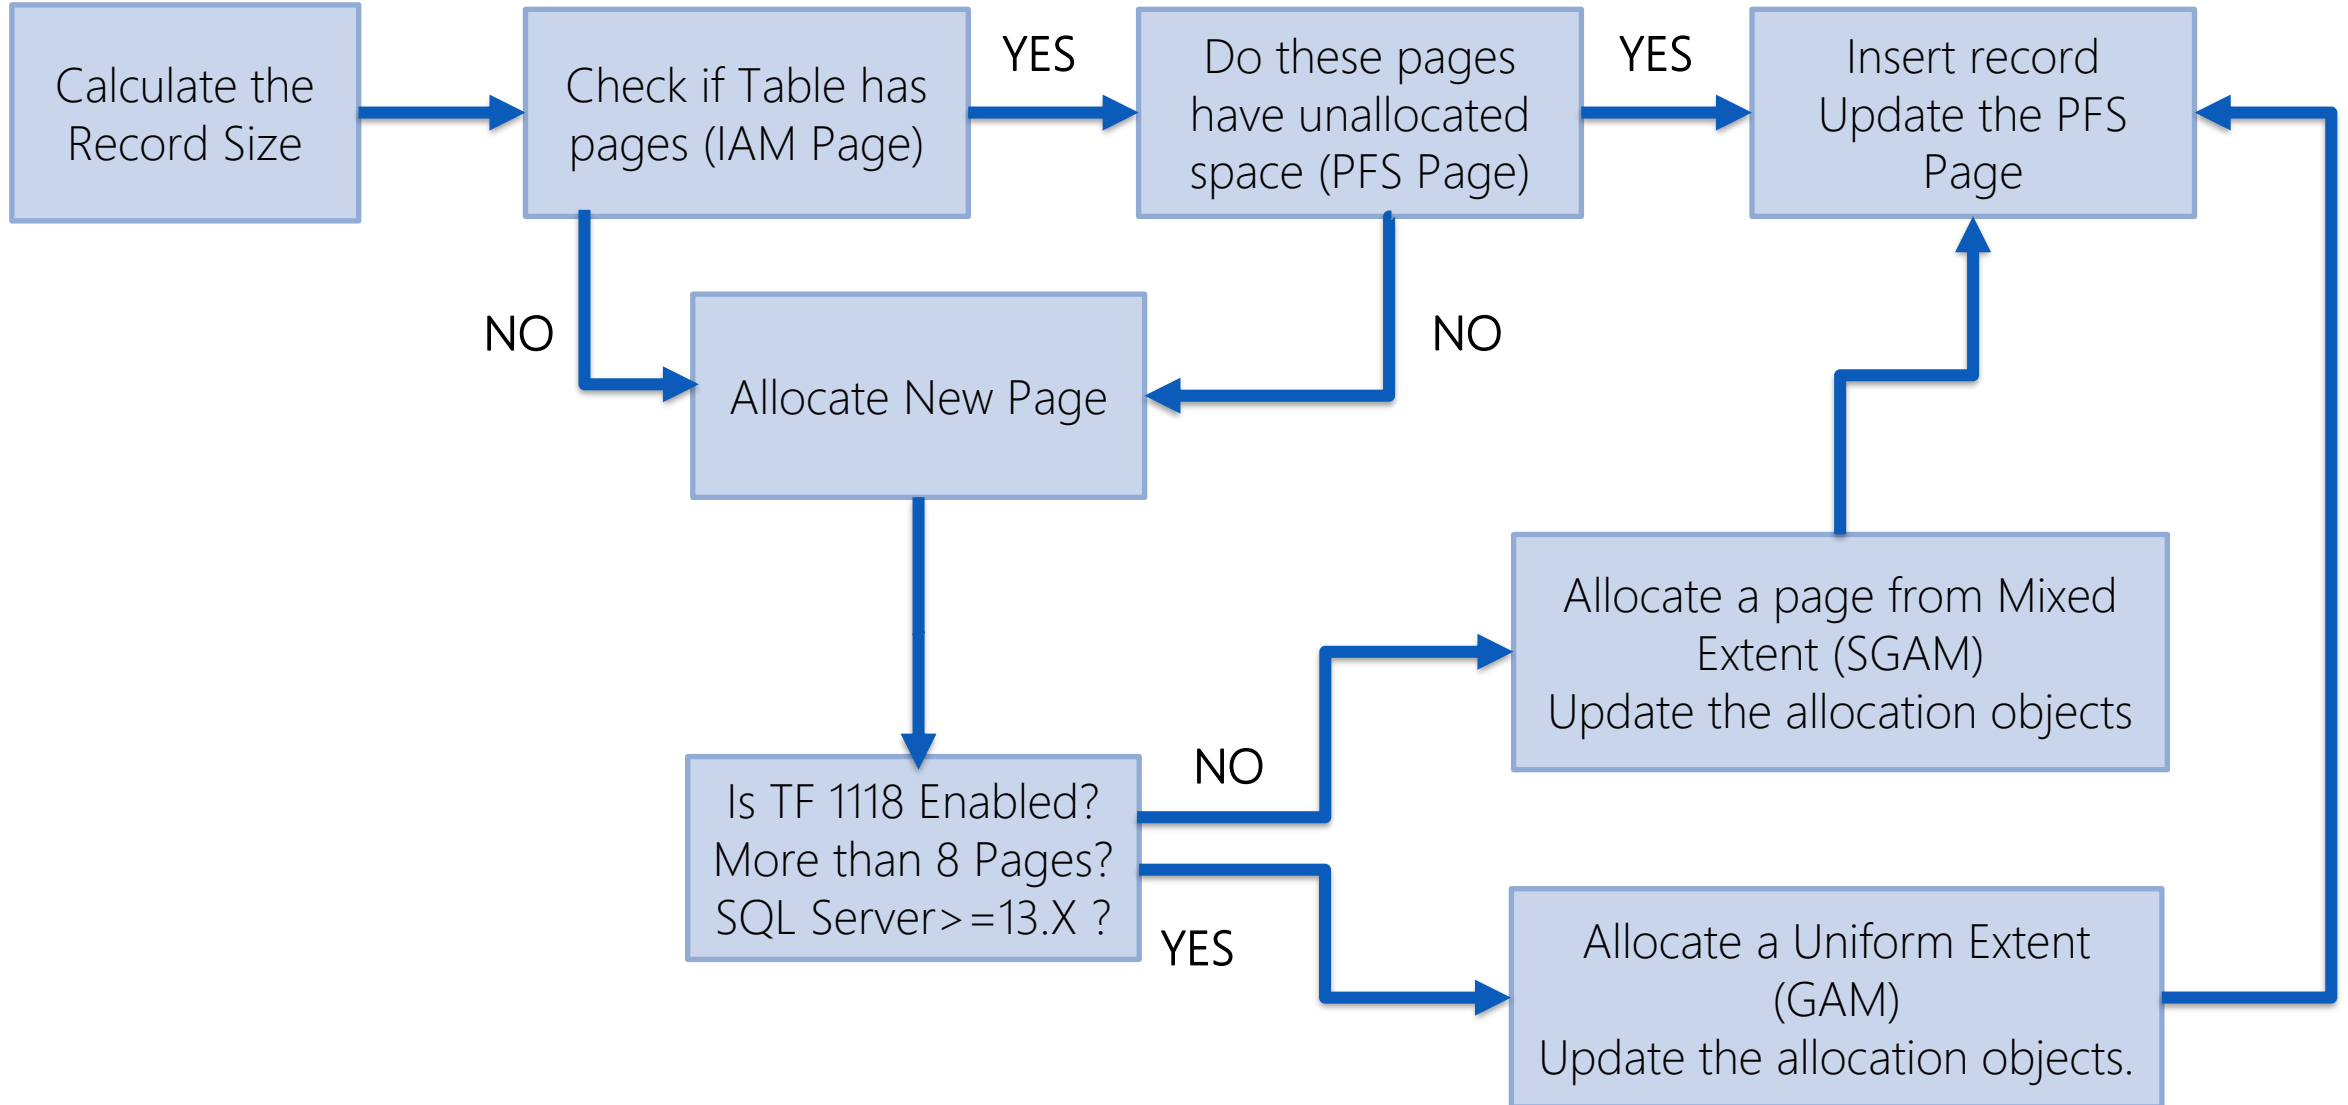 Calculate the
Record Size
Check if Table has
pages (IAM Page)
YES
Do these pages
have unallocated
space (PFS Page)
YES
Insert record
Update the PFS
Page
NO
Allocate New Page
NO
Is TF 1118 Enabled?
More than 8 Pages?
SQL Server>=13.X ?
NO
Allocate a page from Mixed
Extent (SGAM)
Update the allocation objects
YES
Allocate a Uniform Extent
(GAM)
Update the allocation objects.